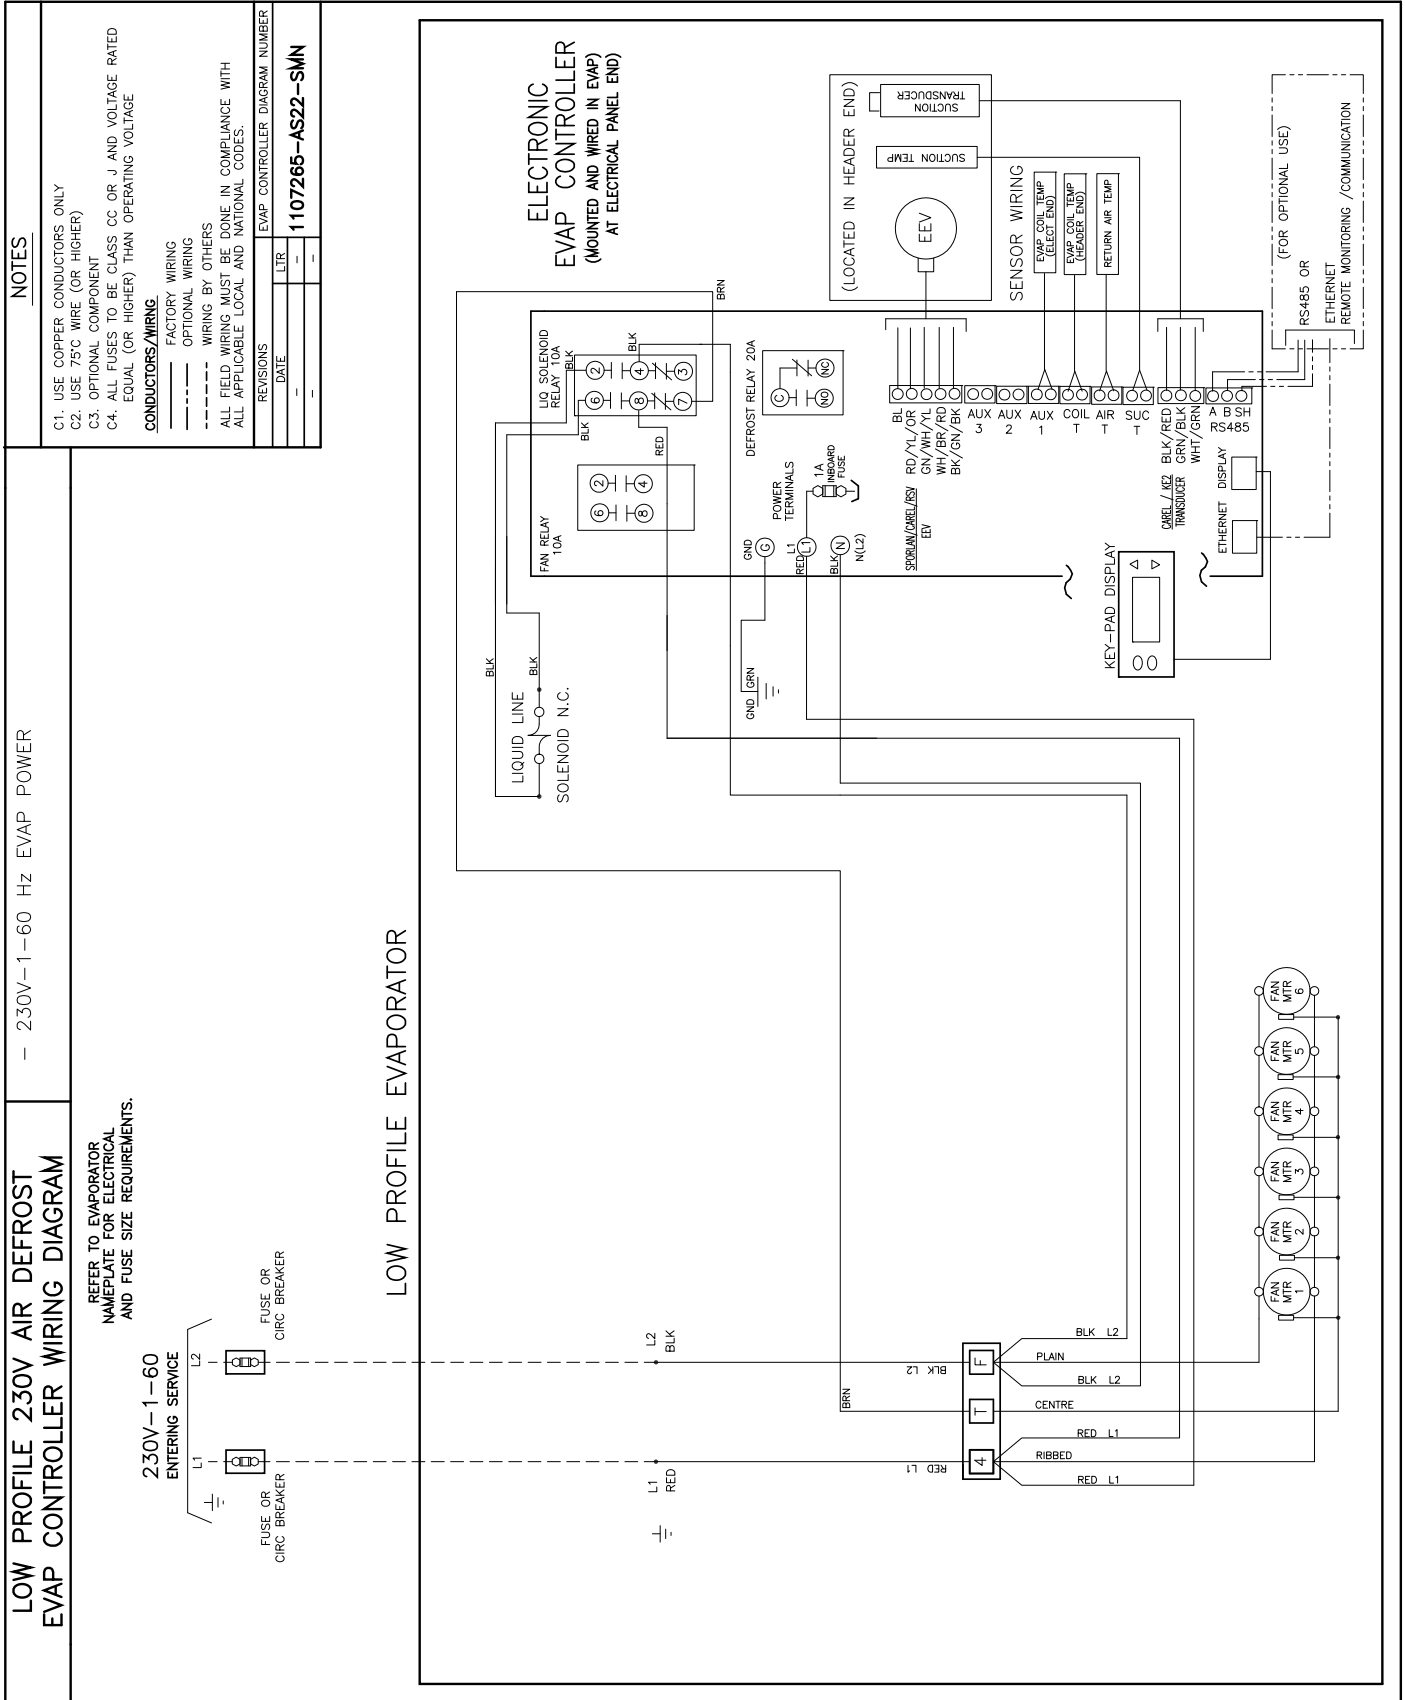 LOW PROFILE 230V AIR DEFROST
EVAP CONTROLLER WIRING DIAGRAM
– 230V–1–60 Hz EVAP POWER
NOTES
C1. USE COPPER CONDUCTORS ONLY
C2. USE 75°C WIRE (OR HIGHER)
C3. OPTIONAL COMPONENT
C4. ALL FUSES TO BE CLASS CC OR J AND VOLTAGE RATED
EQUAL (OR HIGHER) THAN OPERATING VOLTAGE
CONDUCTORS/WIRNG
FACTORY WIRING
OPTIONAL WIRING
WIRING BY OTHERS
ALL FIELD WIRING MUST BE DONE IN COMPLIANCE WITH
ALL APPLICABLE LOCAL AND NATIONAL CODES.
REVISIONS
EVAP CONTROLLER DIAGRAM NUMBER
DATE
LTR
1107265–AS22–SMN
–
–
–
–
REFER TO EVAPORATOR
NAMEPLATE FOR ELECTRICAL
AND FUSE SIZE REQUIREMENTS.
230V–1–60
ENTERING SERVICE
L1
L2
FUSE OR
CIRC BREAKER
FUSE OR
CIRC BREAKER
LOW PROFILE EVAPORATOR
ELECTRONIC
EVAP CONTROLLER
(MOUNTED AND WIRED IN EVAP)
AT ELECTRICAL PANEL END)
L2
BLK
L1
RED
BLK L2
RED L1
BRN
F
T
4
BLK L2
PLAIN
BLK L2
CENTRE
RED L1
RIBBED
RED L1
FAN
MTR
1
FAN
MTR
2
FAN
MTR
3
FAN
MTR
4
FAN
MTR
5
FAN
MTR
6
BLK
BLK
LIQUID LINE
SOLENOID N.C.
GND
GRN
FAN RELAY
10A
6
2
8
4
LIQ SOLENOID
RELAY 10A
BLK
BLK
BLK
RED
BRN
6
2
8
4
7
3
DEFROST RELAY 20A
C
NO
NC
POWER
TERMINALS
1A
INBOARD
FUSE
GND
G
L1
RED
L1
BLK
N
N(L2)
SPORLAN/CAREL/RSV
EEV
BL
RD/YL/OR
GN/WH/YL
WH/BR/RD
BK/GN/BK
AUX
3
AUX
2
AUX
1
COIL
T
AIR
T
SUC
T
CAREL / KE2
TRANSDUCER
BLK/RED
GRN/BLK
WHT/GRN
A B SH
RS485
ETHERNET
DISPLAY
KEY–PAD DISPLAY
(LOCATED IN HEADER END)
EEV
SUCTION TEMP
SUCTION
TRANSDUCER
SENSOR WIRING
EVAP COIL TEMP
(ELECT END)
EVAP COIL TEMP
(HEADER END)
RETURN AIR TEMP
(FOR OPTIONAL USE)
RS485 OR
ETHERNET
REMOTE MONITORING /COMMUNICATION